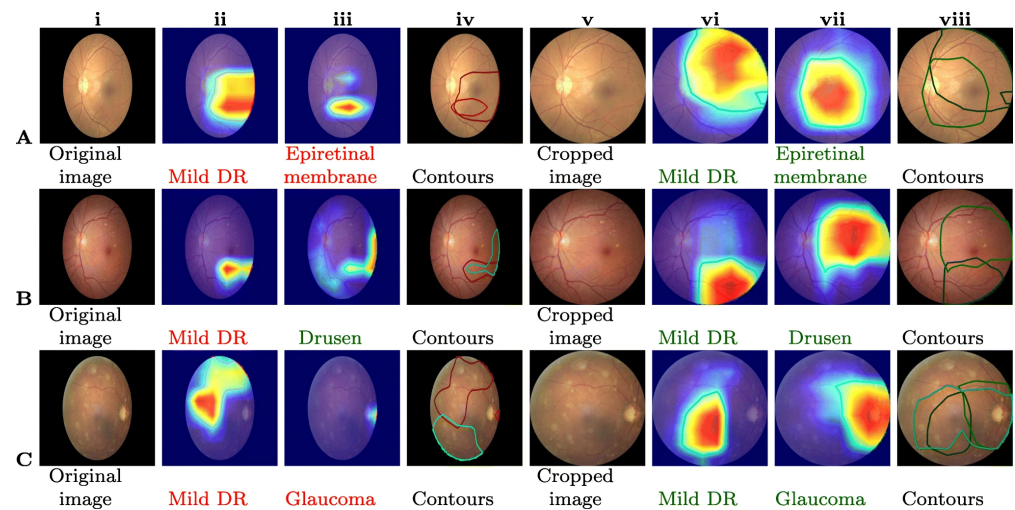 i ii iii iv v vi vii viii
A
Original image Mild DR Epiretinal membrane Contours Cropped image Mild DR Epiretinal membrane Contours
B
Original image Mild DR Drusen Contours Cropped image Mild DR Drusen Contours
C
Original image Mild DR Glaucoma Contours Cropped image Mild DR Glaucoma Contours